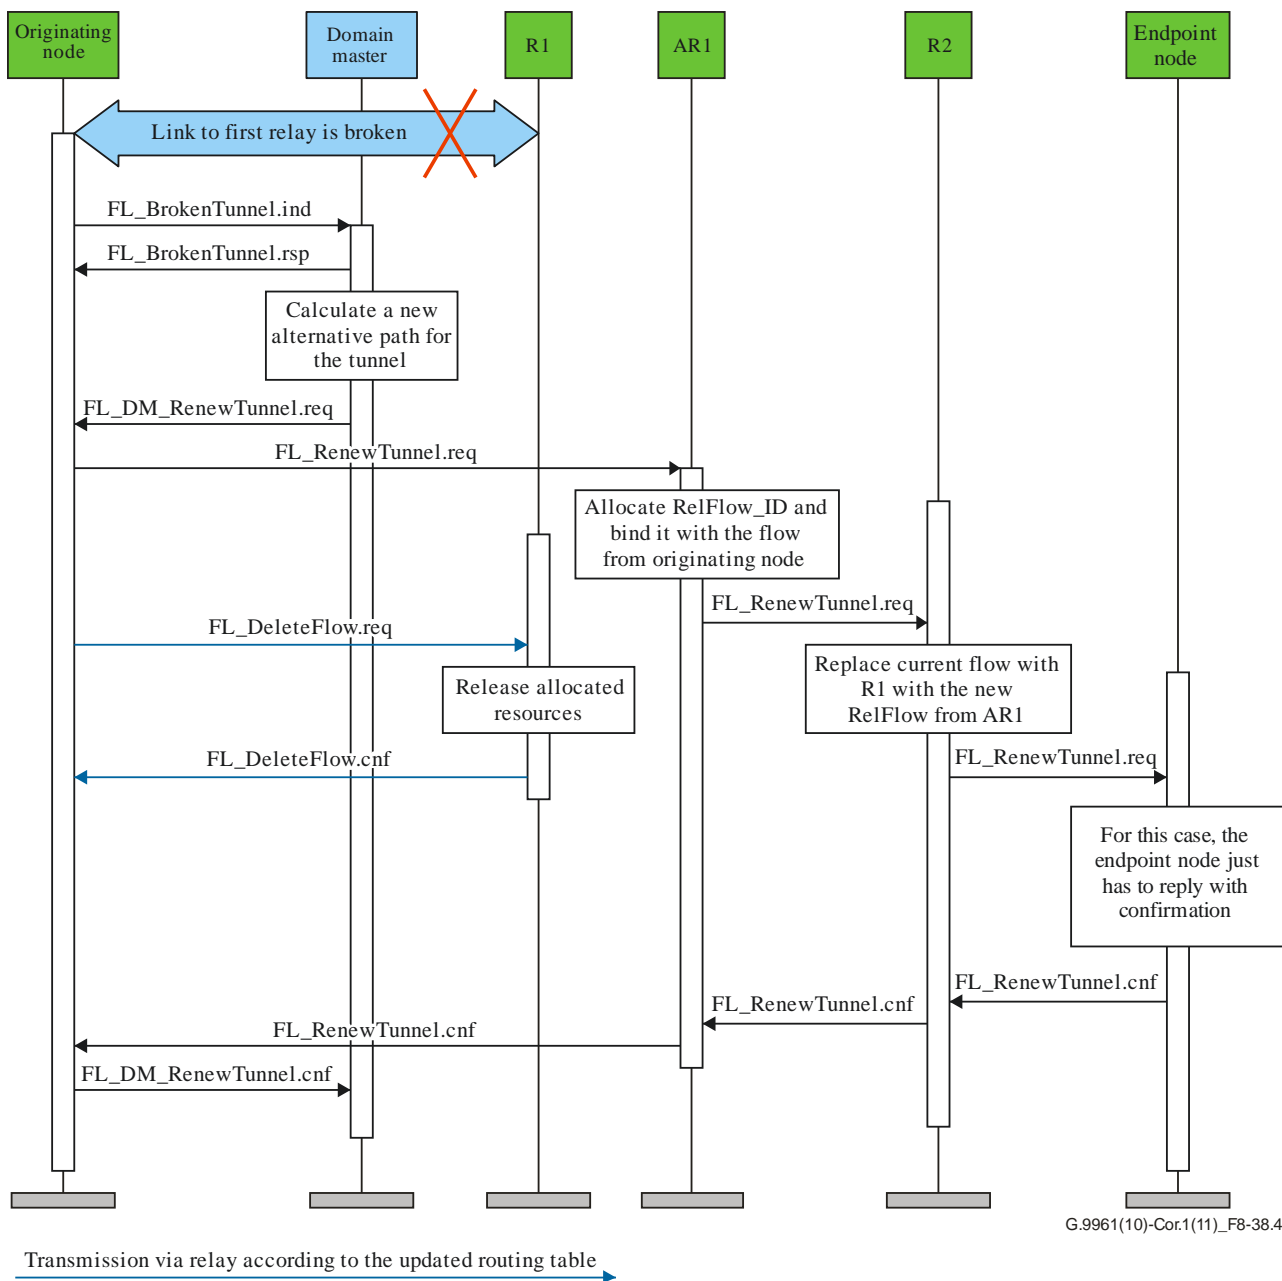 Originating
node
Domain
master
R1
AR1
R2
Endpoint
node
Link to first relay is broken
FL_BrokenTunnel.ind
FL_BrokenTunnel.rsp
Calculate a new
alternative path for
the tunnel
FL_DM_RenewTunnel.req
FL_RenewTunnel.req
Allocate RelFlow_ID and
bind it with the flow
from originating node
FL_RenewTunnel.req
FL_DeleteFlow.req
Replace current flow with
R1 with the new
RelFlow from AR1
Release allocated
resources
FL_DeleteFlow.cnf
FL_RenewTunnel.req
For this case, the
endpoint node just
has to reply with
confirmation
FL_RenewTunnel.cnf
FL_RenewTunnel.cnf
FL_RenewTunnel.cnf
FL_DM_RenewTunnel.cnf
G.9961(10)-Cor.1(11)_F8-38.4
Transmission via relay according to the updated routing table